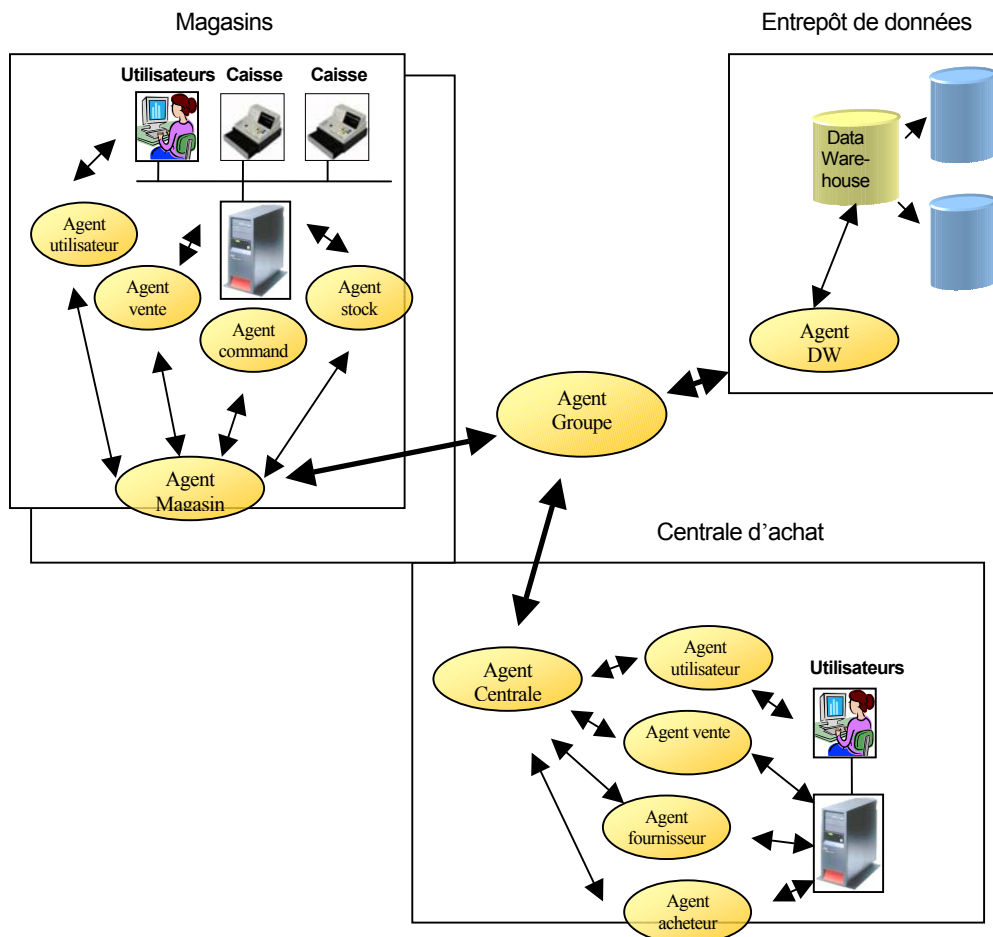 Magasins
Entrepôt de données
Utilisateurs Caisse Caisse
Data
Ware-
house
Agent
utilisateur
Agent
vente
Agent
stock
Agent
command
Agent
DW
Agent
Groupe
Agent
Magasin
Centrale d’achat
Agent
utilisateur
Utilisateurs
Agent
Centrale
Agent vente
Agent
fournisseur
Agent
acheteur